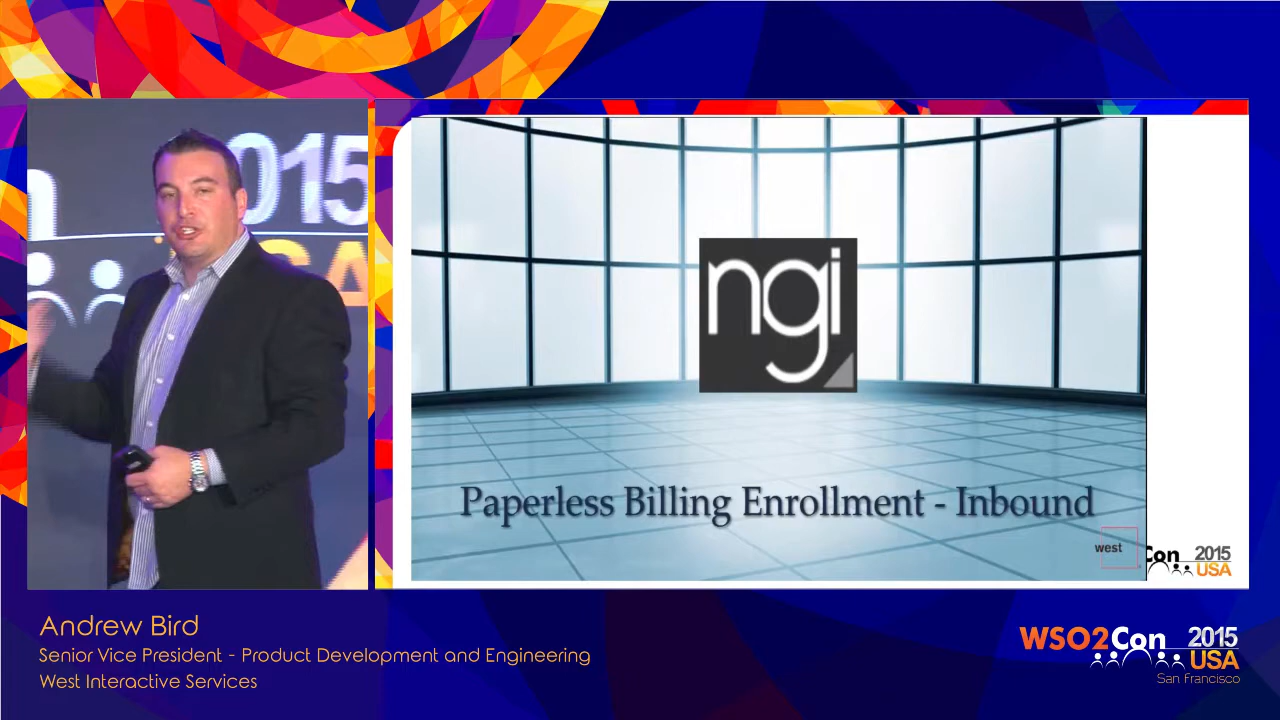 015
ngi
Paperless Billing Enrollment - Inbound
west
Con 2015
USA
Andrew Bird
Senior Vice President - Product Development and Engineering
West Interactive Services
WSO2Con 2015
USA
San Francisco